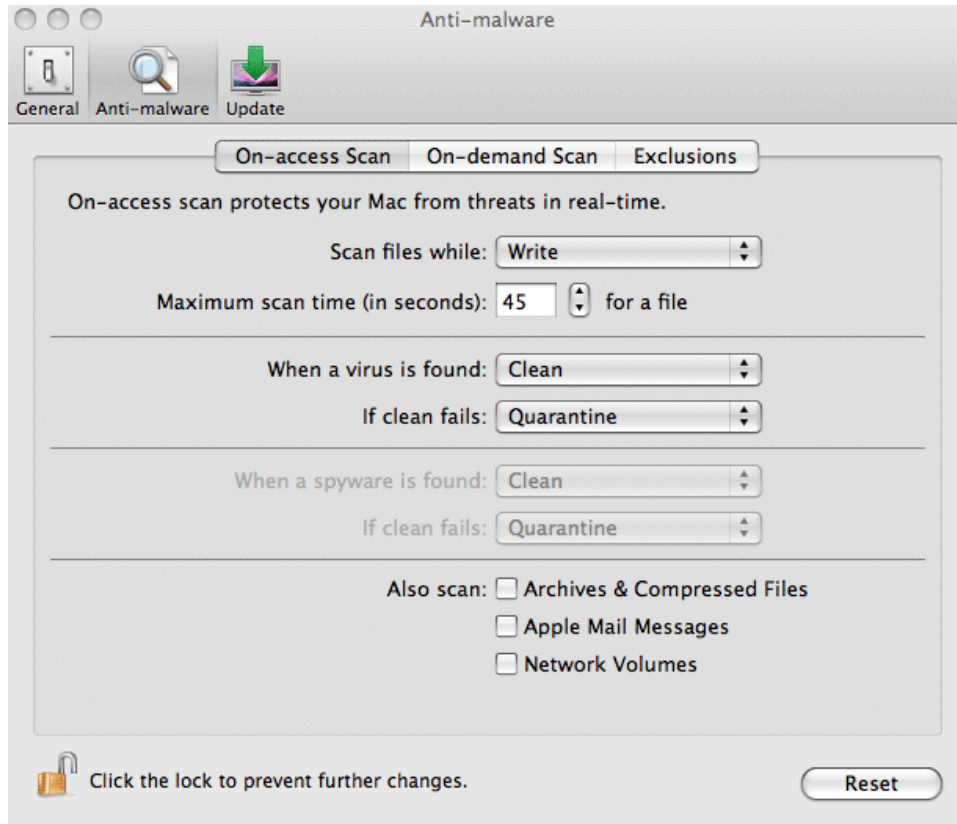 Anti-malware
General Anti-malware Update
On-access Scan On-demand Scan Exclusions
On-access scan protects your Mac from threats in real-time.
Scan files while: Write
Maximum scan time (in seconds): 45 for a file
When a virus is found: Clean
If clean fails: Quarantine
When a spyware is found: Clean
If clean fails: Quarantine
Also scan: Archives & Compressed Files
Apple Mail Messages
Network Volumes
Click the lock to prevent further changes. Reset